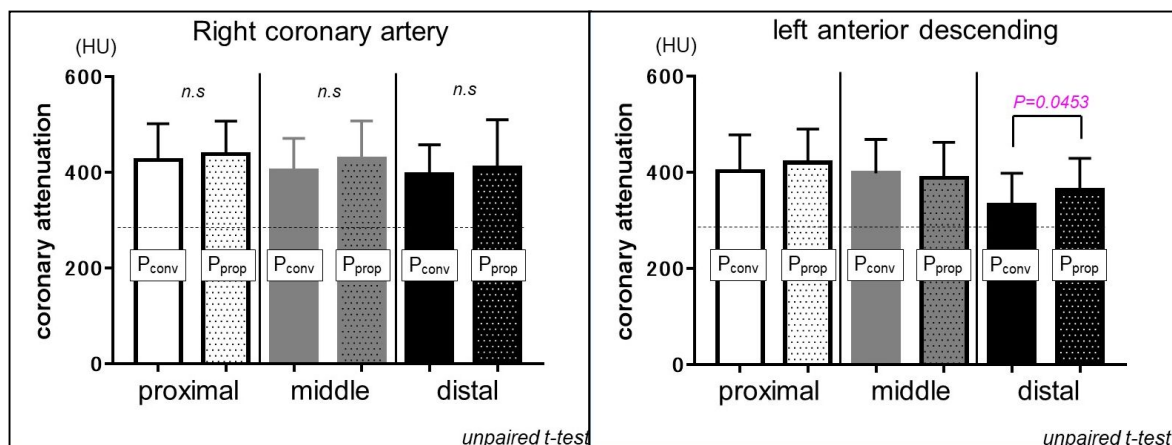 Right coronary artery
(HU)
600
400
200
0
coronary attenuation
n.s
n.s
n.s
Pconv
Pprop
Pconv
Pprop
Pconv
Pprop
proximal
middle
distal
unpaired t-test
left anterior descending
(HU)
600
400
200
0
coronary attenuation
P=0.0453
Pconv
Pprop
Pconv
Pprop
Pconv
Pprop
proximal
middle
distal
unpaired t-test